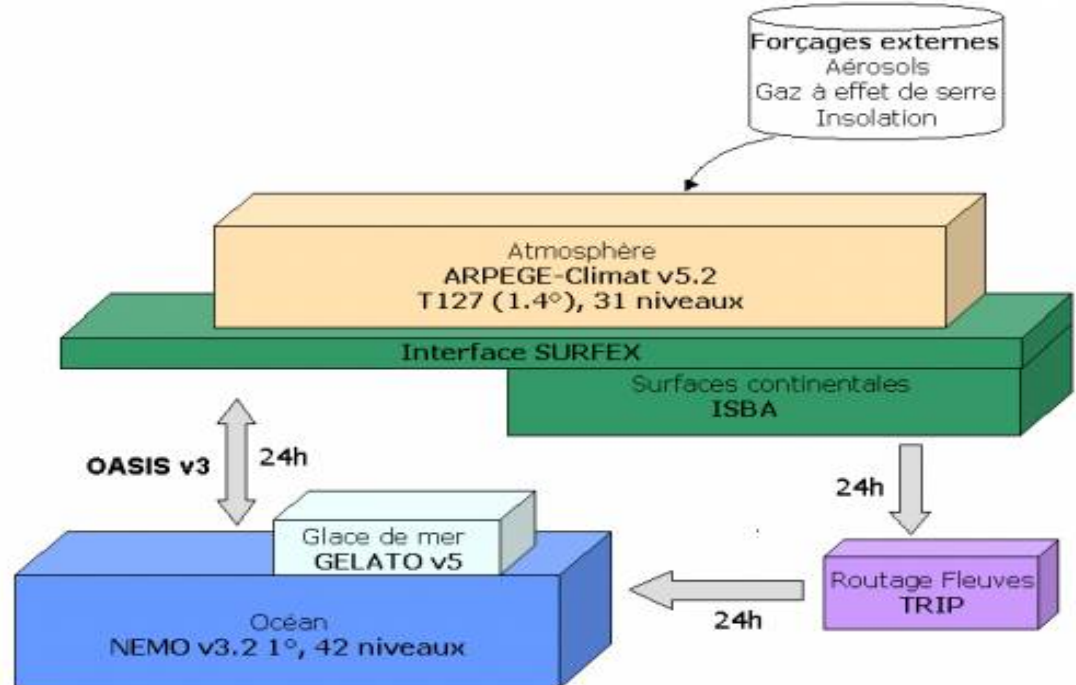 Forçages externes
Aérosols
Gaz à effet de serre
Insolation
Atmosphère
ARPEGE-Climat v5.2
T127 (1.4°), 31 niveaux
Interface SURFEX
Surfaces continentales
ISBA
OASIS v3
24h
24h
Glace de mer
GELATO v5
Routage Fleuves
TRIP
24h
Océan
NEMO v3.2 1°, 42 niveaux